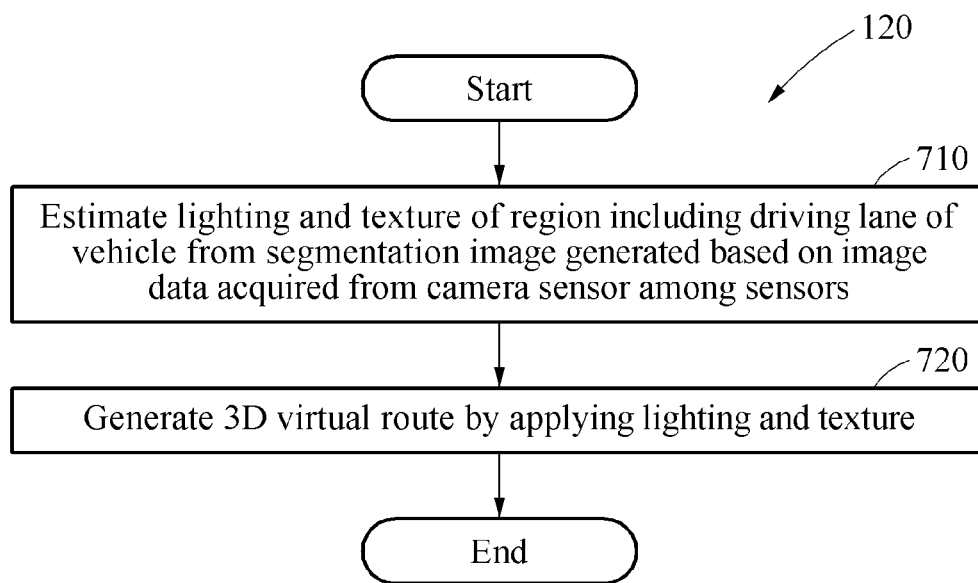 120
Start
710
Estimate lighting and texture of region including driving lane of
vehicle from segmentation image generated based on image
data acquired from camera sensor among sensors
720
Generate 3D virtual route by applying lighting and texture
End